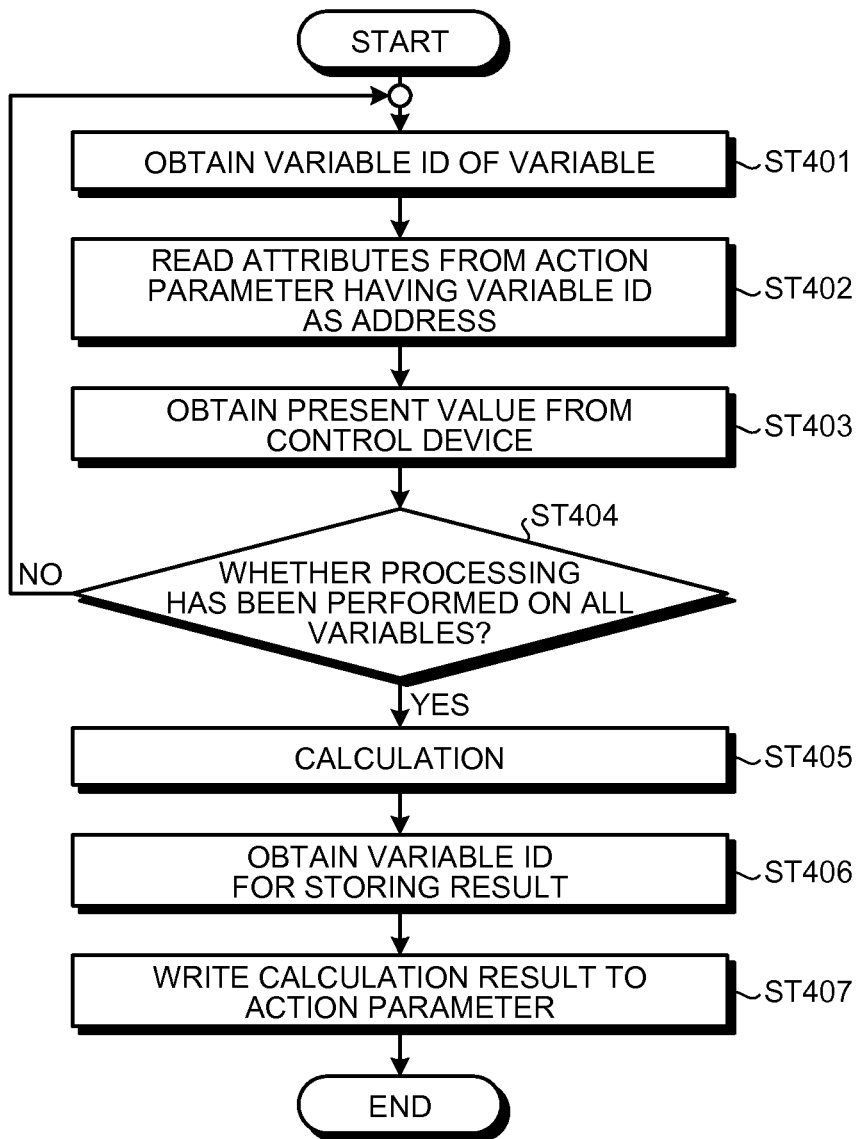 START
OBTAIN VARIABLE ID OF VARIABLE
ST401
READ ATTRIBUTES FROM ACTION
PARAMETER HAVING VARIABLE ID
AS ADDRESS
ST402
OBTAIN PRESENT VALUE FROM
CONTROL DEVICE
ST403
ST404
NO
WHETHER PROCESSING
HAS BEEN PERFORMED ON ALL
VARIABLES?
YES
CALCULATION
ST405
OBTAIN VARIABLE ID
FOR STORING RESULT
ST406
WRITE CALCULATION RESULT TO
ACTION PARAMETER
ST407
END